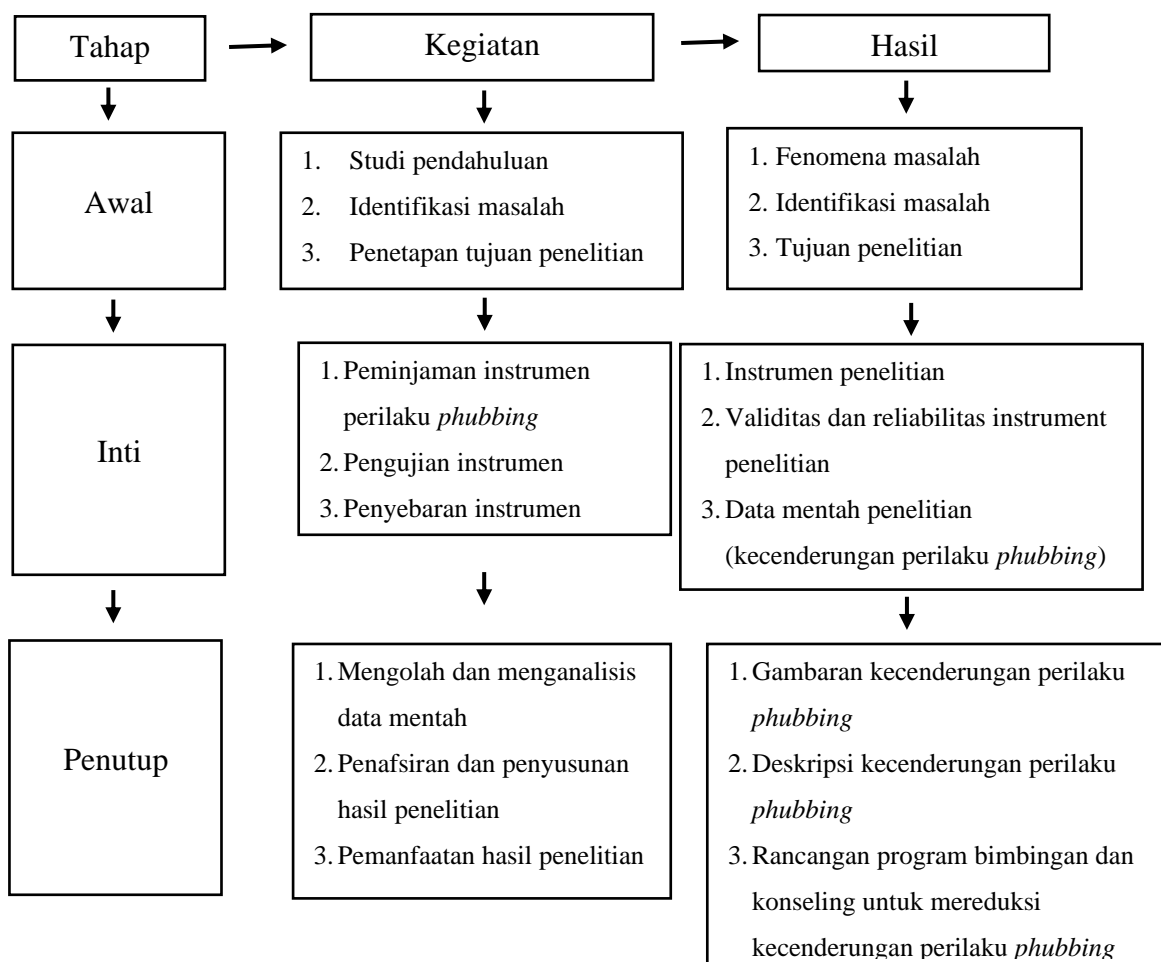 Tahap
Kegiatan
Hasil
Awal
1. Studi pendahuluan
2. Identifikasi masalah
3. Penetapan tujuan penelitian
1. Fenomena masalah
2. Identifikasi masalah
3. Tujuan penelitian
Inti
1. Peminjaman instrumen
perilaku phubbing
2. Pengujian instrumen
3. Penyebaran instrumen
1. Instrumen penelitian
2. Validitas dan reliabilitas instrument
penelitian
3. Data mentah penelitian
(kecenderungan perilaku phubbing)
Penutup
1. Mengolah dan menganalisis
data mentah
2. Penafsiran dan penyusunan
hasil penelitian
3. Pemanfaatan hasil penelitian
1. Gambaran kecenderungan perilaku
phubbing
2. Deskripsi kecenderungan perilaku
phubbing
3. Rancangan program bimbingan dan
konseling untuk mereduksi
kecenderungan perilaku phubbing